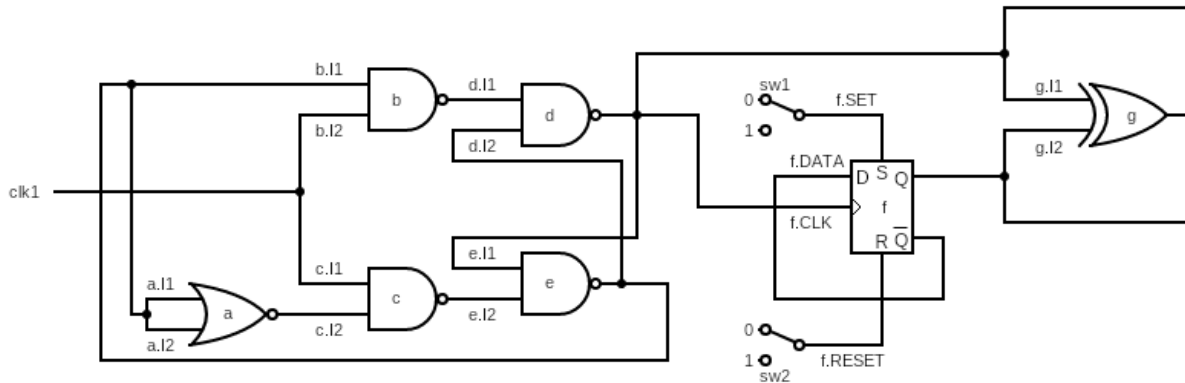 clk1
b.I1
b
b.I2
a.I1
a
a.I2
c.I1
c
c.I2
d.I1
d
d.I2
e.I1
e
e.I2
sw1
0
1
f.SET
f.DATA
D
S
Q
f
f.CLK
R
Q
0
1
sw2
f.RESET
g.I1
g
g.I2